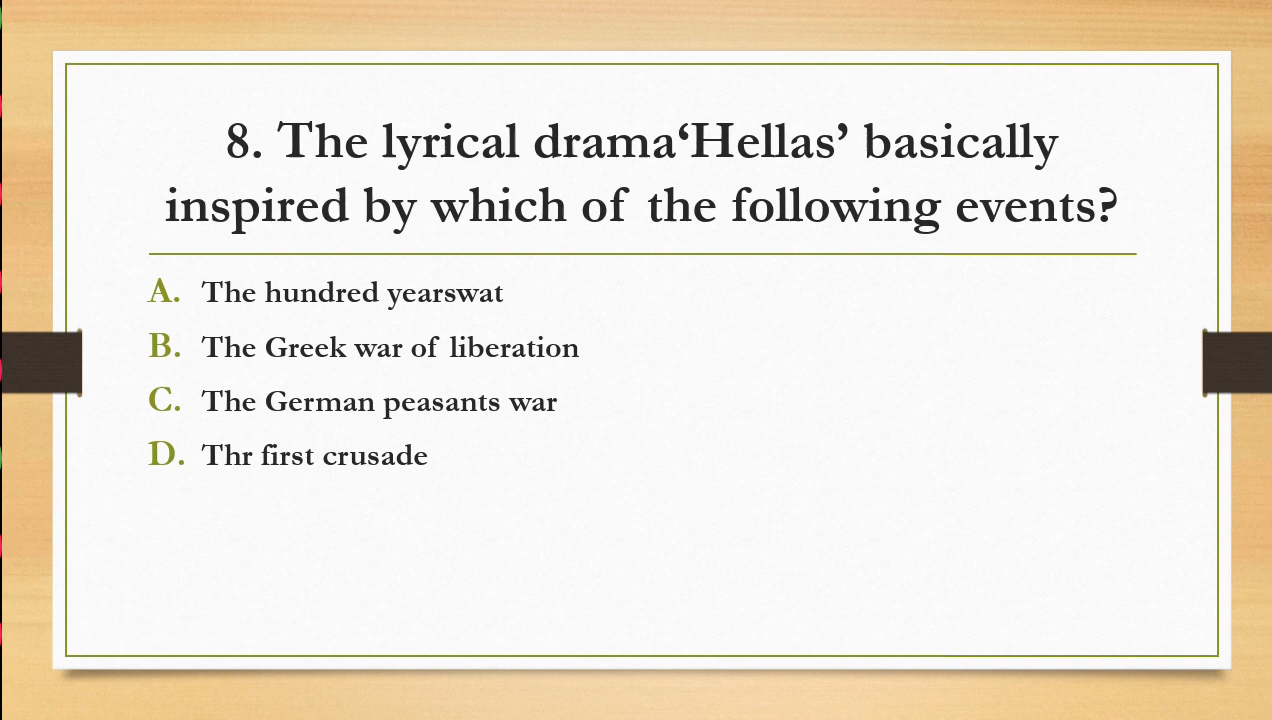 8. The lyrical drama‘Hellas’ basically
inspired by which of the following events?
A. The hundred yearswat
B. The Greek war of liberation
C. The German peasants war
D. Thr first crusade